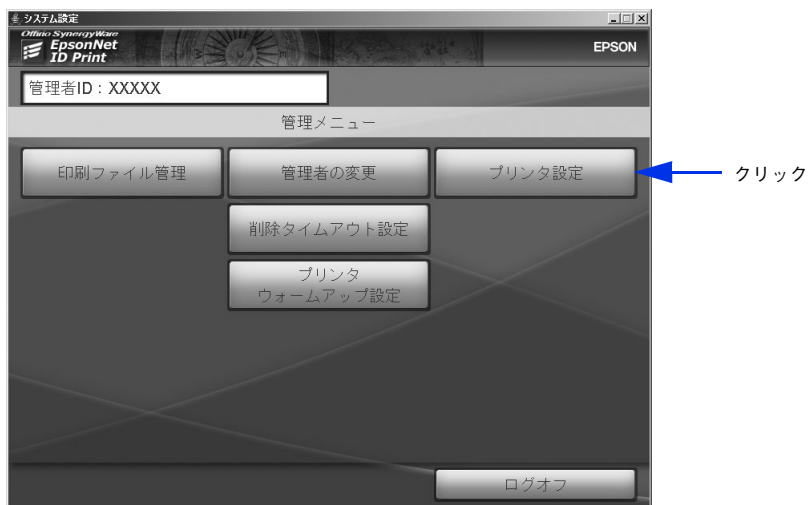 システム設定
Offirio SynergyWare
EpsonNet
ID Print
EPSON
管理者ID：XXXXX
管理メニュー
印刷ファイル管理
管理者の変更
プリンタ設定
クリック
削除タイムアウト設定
プリンタ
ウォームアップ設定
ログオフ